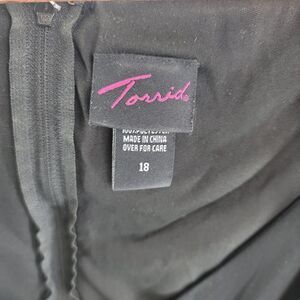 Torrid
100% POLYESTER
MADE IN CHINA
OVER FOR CARE
18